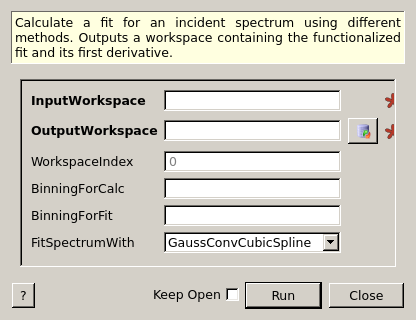 Calculate a fit for an incident spectrum using different
methods. Outputs a workspace containing the functionalized
fit and its first derivative.
InputWorkspace
OutputWorkspace
WorkspaceIndex 0
BinningForCalc
BinningForFit
FitSpectrumWith GaussConvCubicSpline
? Keep Open Run Close